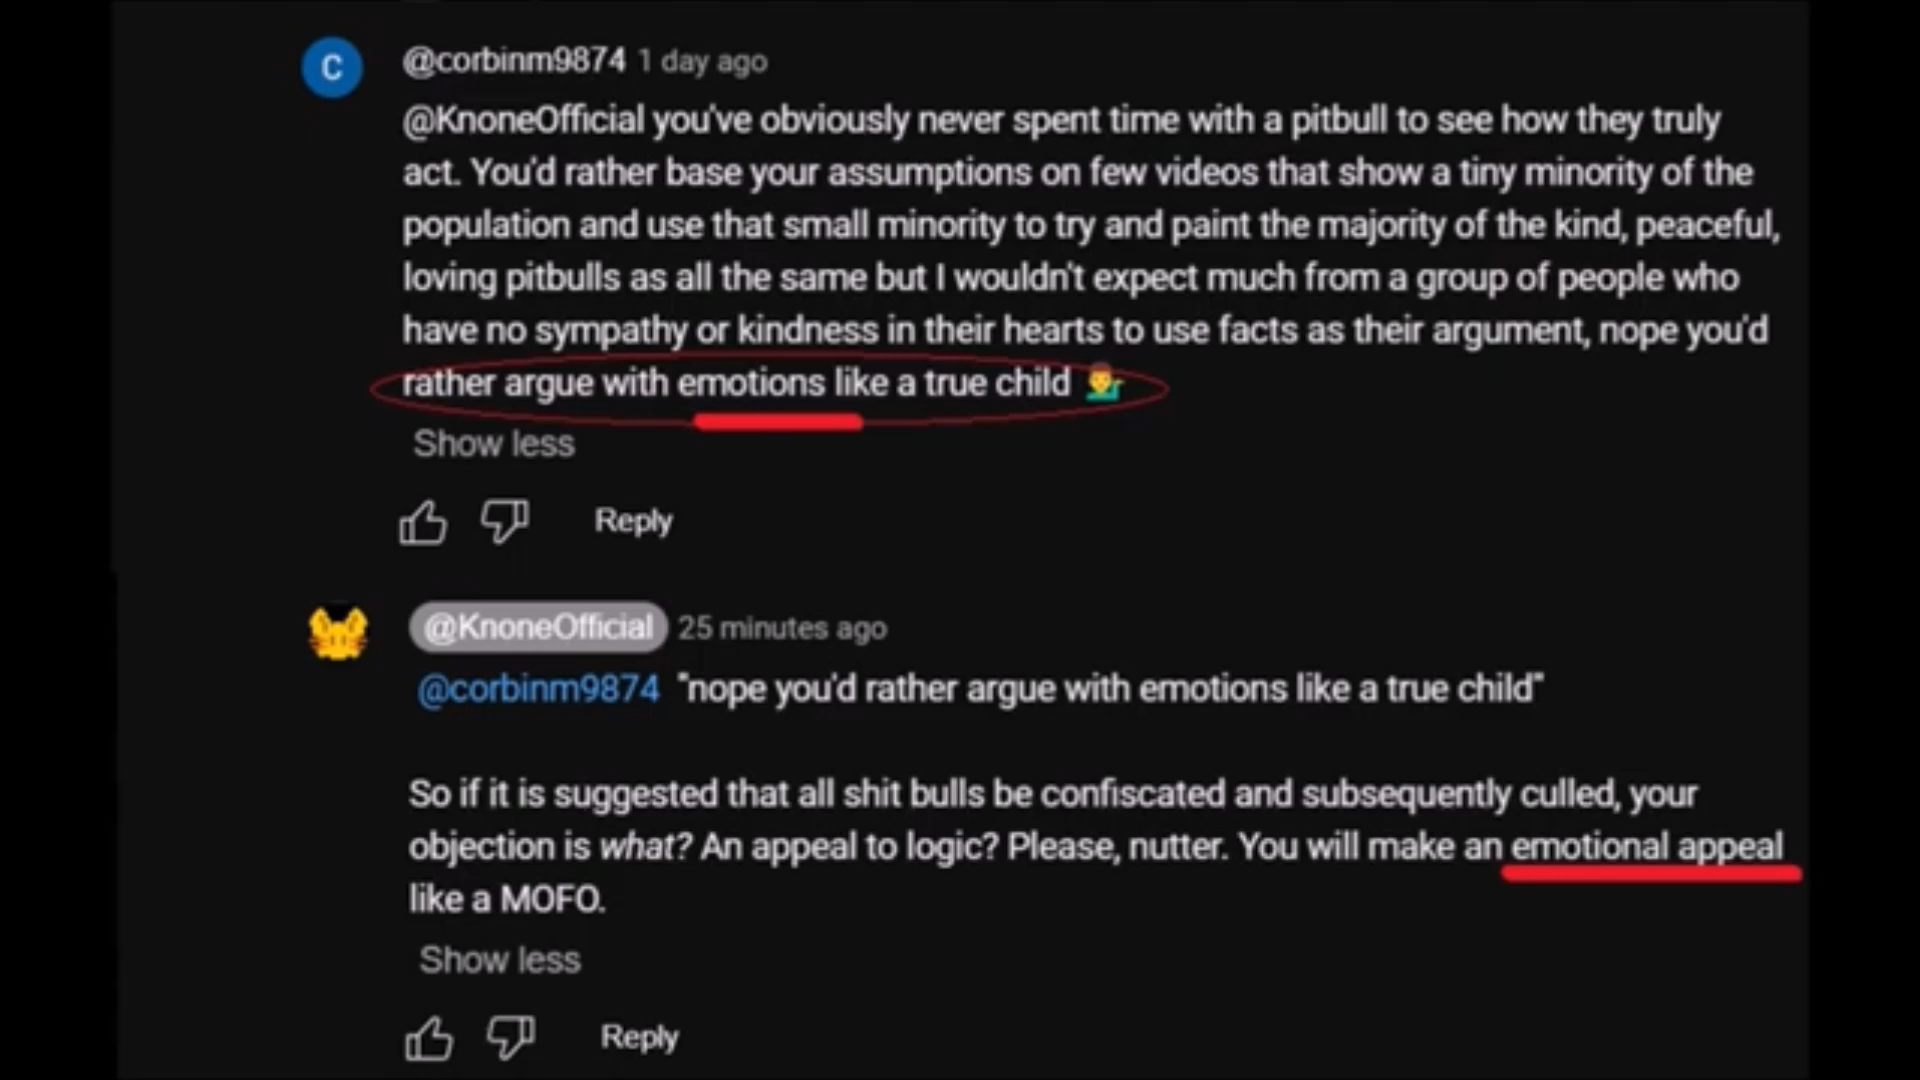 C
@corbinm9874 1 day ago
@KnoneOfficial you've obviously never spent time with a pitbull to see how they truly
act. You'd rather base your assumptions on few videos that show a tiny minority of the
population and use that small minority to try and paint the majority of the kind, peaceful,
loving pitbulls as all the same but I wouldn't expect much from a group of people who
have no sympathy or kindness in their hearts to use facts as their argument, nope you'd
rather argue with emotions like a true child 💁‍♂️
Show less
Reply
@KnoneOfficial 25 minutes ago
@corbinm9874 "nope you'd rather argue with emotions like a true child"
So if it is suggested that all shit bulls be confiscated and subsequently culled, your
objection is what? An appeal to logic? Please, nutter. You will make an emotional appeal
like a MOFO.
Show less
Reply